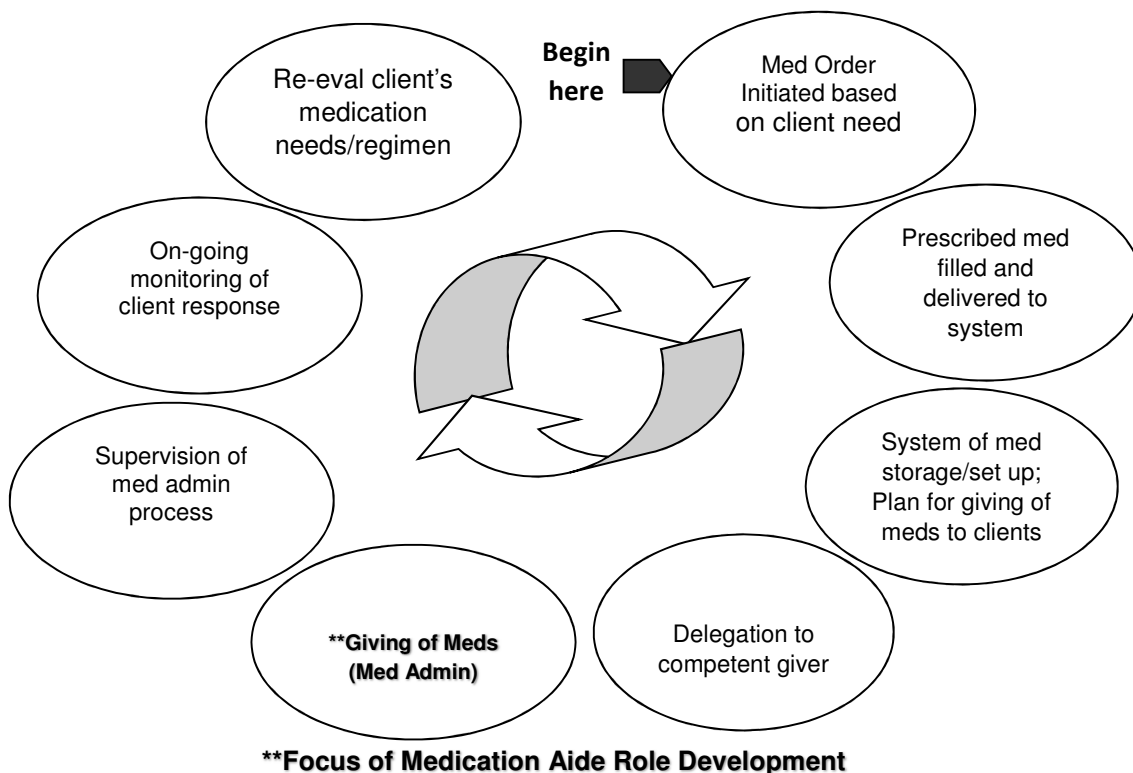 Begin
here
Med Order
Initiated based
on client need
Prescribed med
filled and
delivered to
system
System of med
storage/set up;
Plan for giving of
meds to clients
Delegation to
competent giver
**Giving of Meds
(Med Admin)
Supervision of
med admin
process
On-going
monitoring of
client response
Re-eval client’s
medication
needs/regimen
**Focus of Medication Aide Role Development